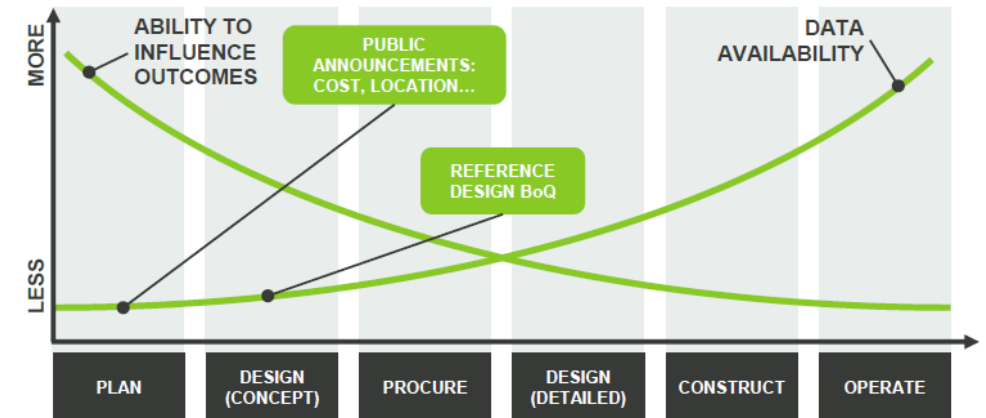 MORE
LESS
ABILITY TO
INFLUENCE
OUTCOMES
PUBLIC
ANNOUNCEMENTS:
COST, LOCATION...
REFERENCE
DESIGN BoQ
DATA
AVAILABILITY
PLAN
DESIGN
(CONCEPT)
PROCURE
DESIGN
(DETAILED)
CONSTRUCT
OPERATE